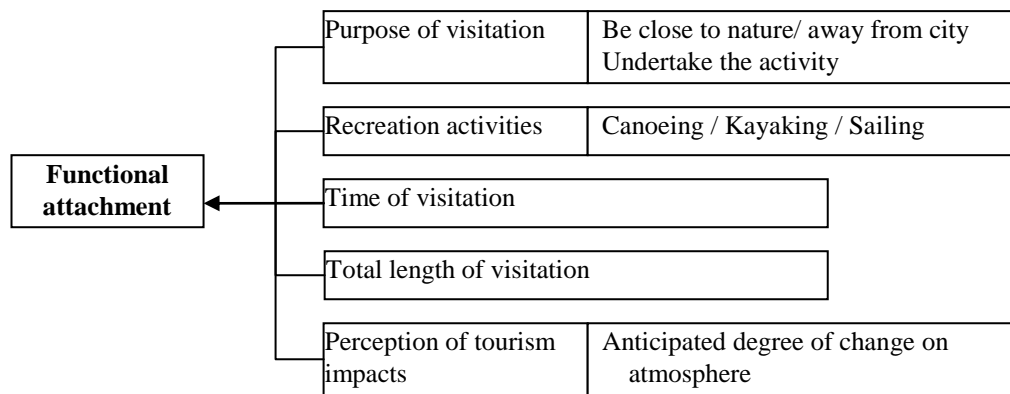 Purpose of visitation
Be close to nature/ away from city
Undertake the activity
Recreation activities
Canoeing / Kayaking / Sailing
Functional
attachment
Time of visitation
Total length of visitation
Perception of tourism
impacts
Anticipated degree of change on
atmosphere